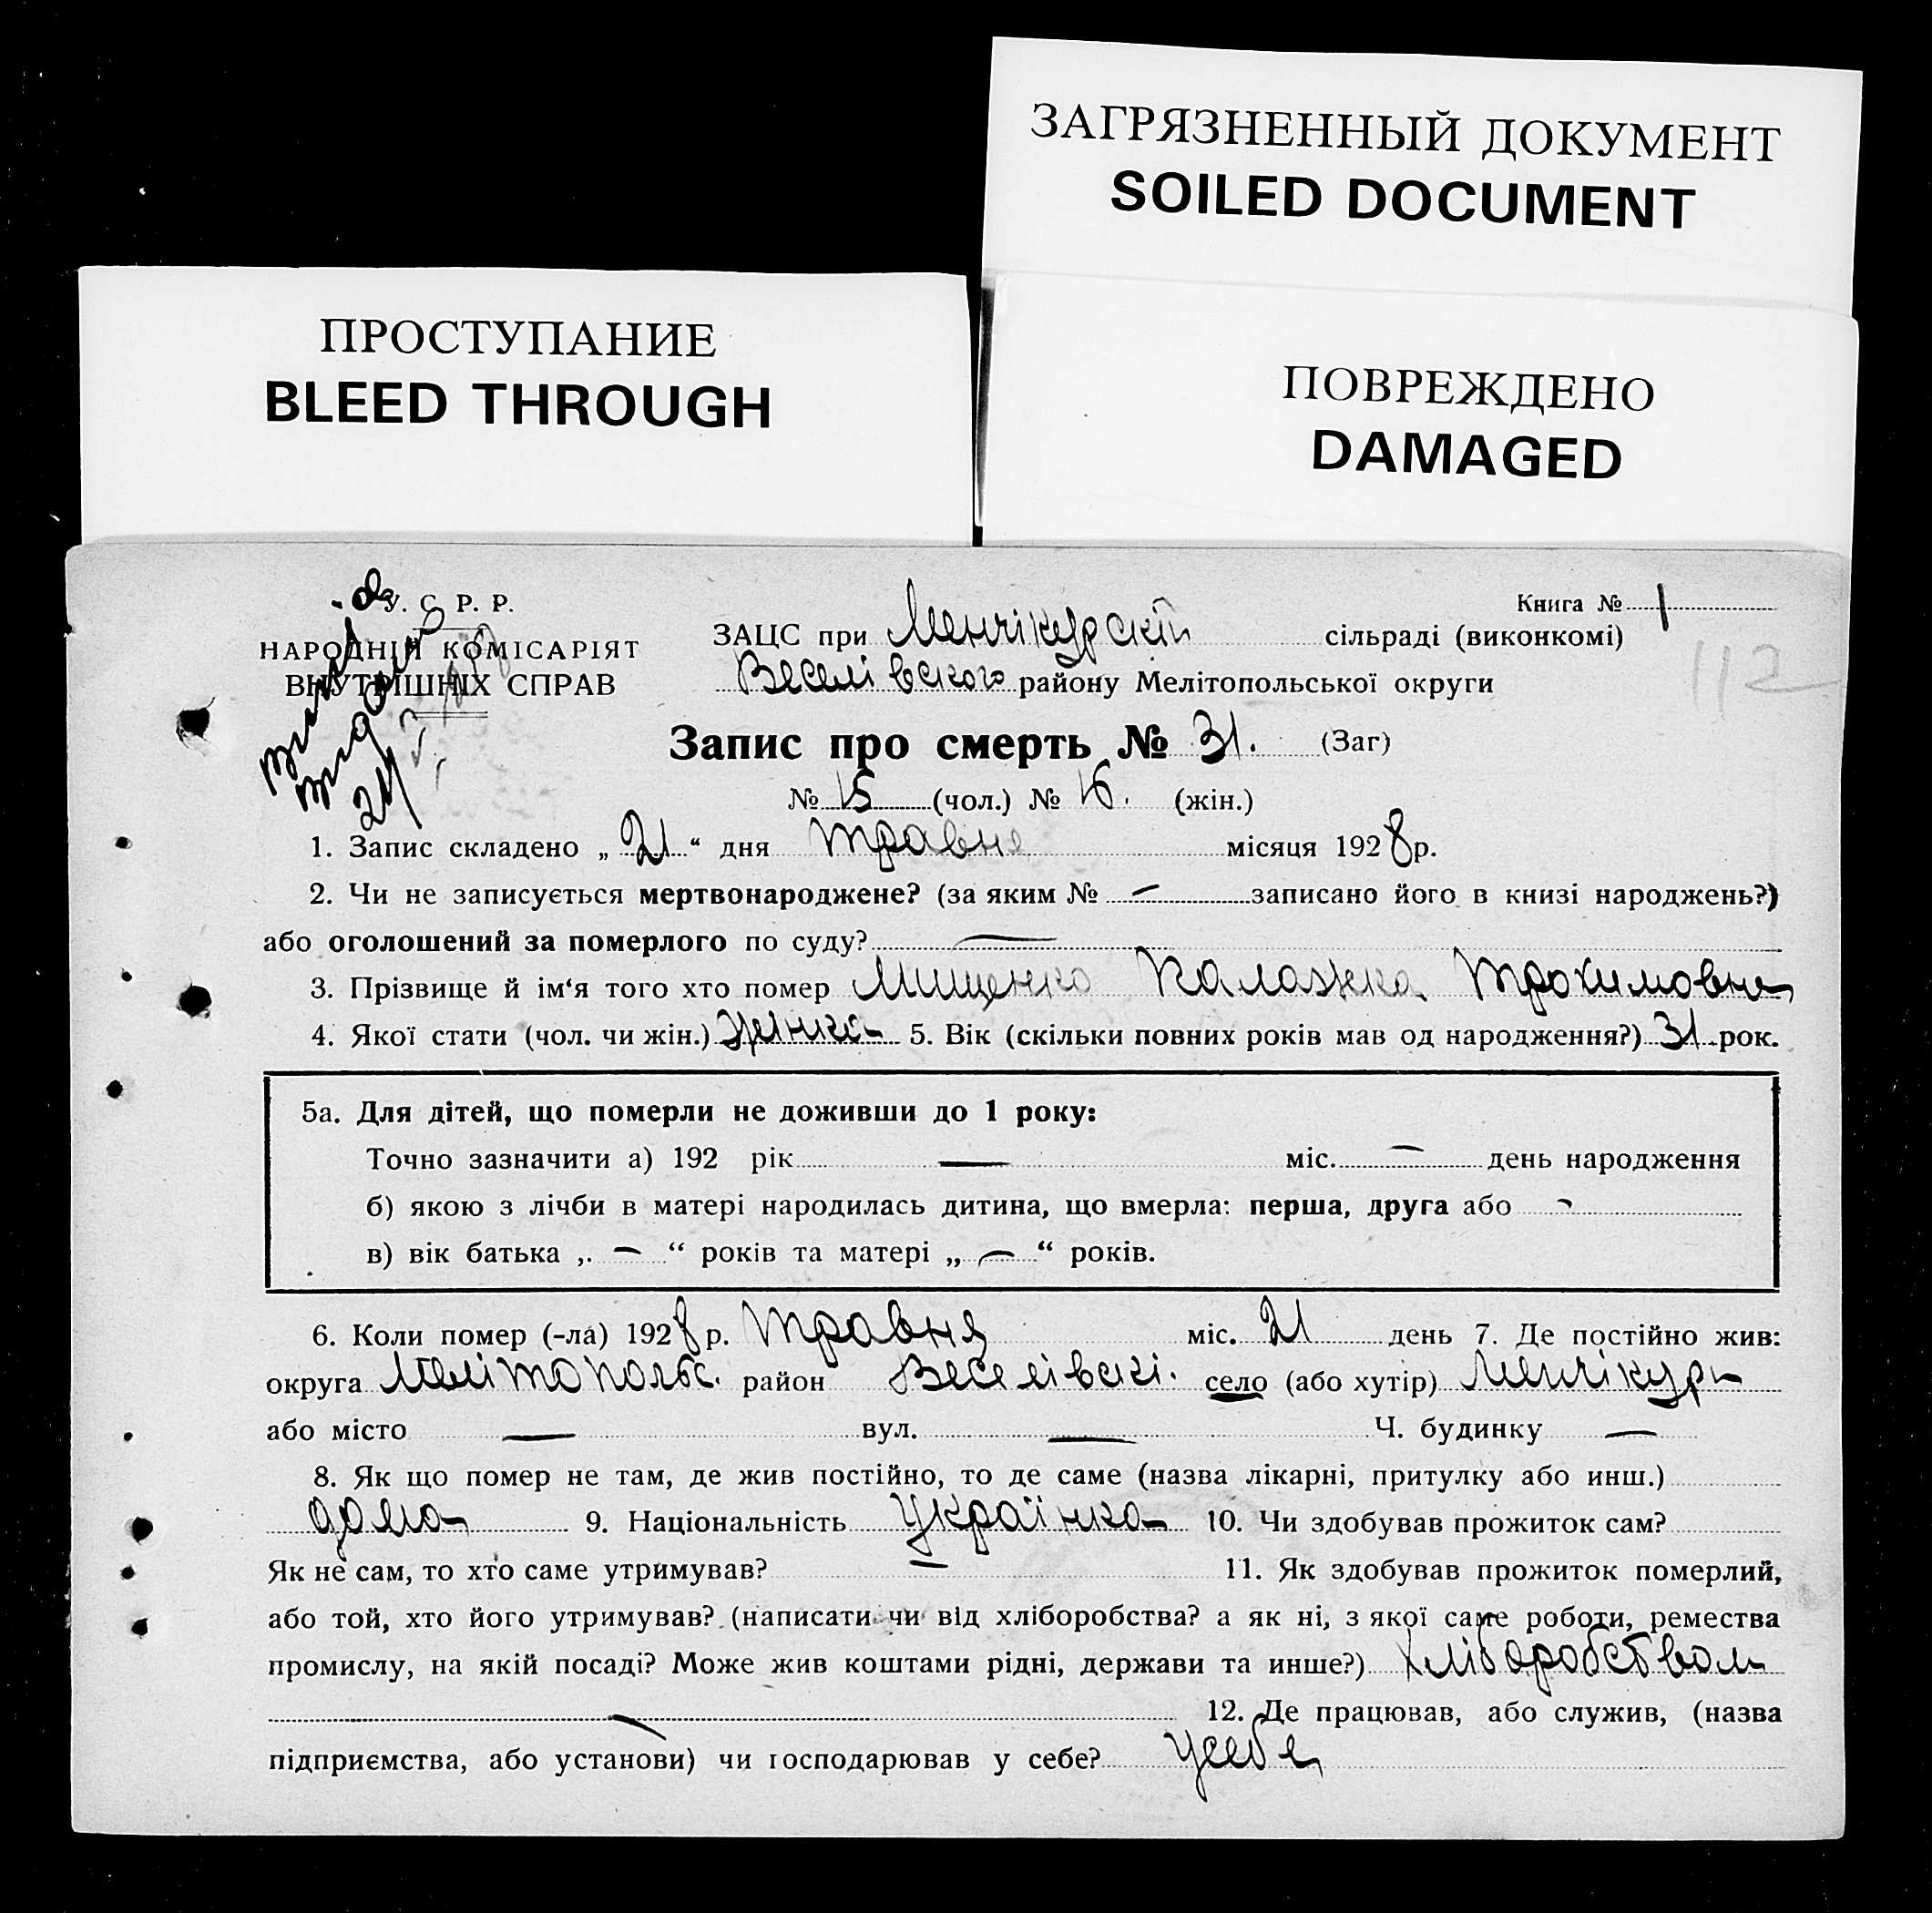 ЗАГРЯЗНЕННЫЙ ДОКУМЕНТ
SOILED DOCUMENT
ПРОСТУПАНИЕ
BLEED THROUGH
ПОВРЕЖДЕНО
DAMAGED
У. С. Р. Р.
НАРОДНІЙ КОМІСАРІЯТ
ВНУТРІШНІХ СПРАВ
Книга № 1
ЗАЦС при Менчікурскій сільраді (виконкомі)
Веселівского району Мелітопольської округи
112
Запис про смерть № 31. (Заг)
№ 15 (чол.) № 16. (жін.)
1. Запис складено „ 21 “ дня травня місяця 1928 р.
2. Чи не записується мертвонароджене? (за яким № — записано його в книзі народжень?)
або оголошений за померлого по суду? —
3. Прізвище й ім‘я того хто помер Мищенко Палажка Трохимовна
4. Якої стати (чол. чи жін.) жінка 5. Вік (скільки повних років мав од народження?) 31 рок.
5а. Для дітей, що померли не доживши до 1 року:
Точно зазначити а) 192 рік — міс. — день народження
б) якою з лічби в матері народилась дитина, що вмерла: перша, друга або -
в) вік батька „ — “ років та матері „ — “ років.
6. Коли помер (-ла) 1928 р. травня міс. 21 день 7. Де постійно жив:
округа Мелітопольс. район Веселівскі. село (або хутір) Менчікури
або місто — вул. — Ч. будинку —
8. Як що помер не там, де жив постійно, то де саме (назва лікарні, притулку або инш.)
дома 9. Національність Українка 10. Чи здобував прожиток сам?
Як не сам, то хто саме утримував? — 11. Як здобував прожиток померлий,
або той, хто його утримував? (написати чи від хліборобства? а як ні, з якої саме роботи, ремества
промислу, на якій посаді? Може жив коштами рідні, держави та инше?) Хліборобством
12. Де працював, або служив, (назва
підприємства, або установи) чи господарював у себе? усебя